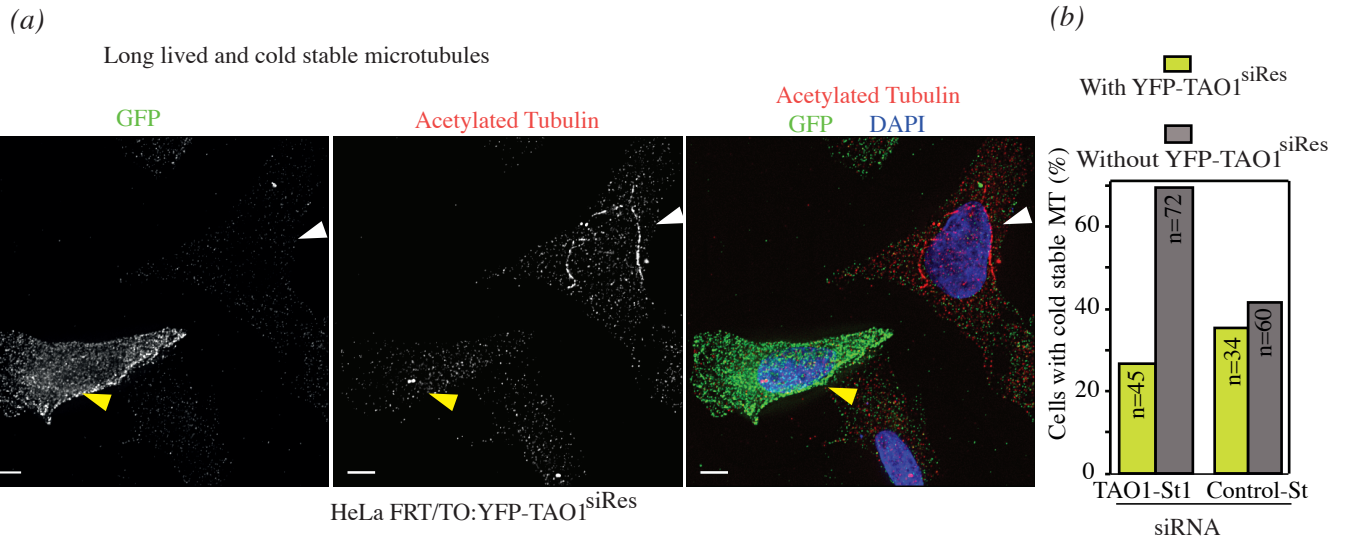 (a)
Long lived and cold stable microtubules
GFP
Acetylated Tubulin
Acetylated Tubulin
GFP DAPI
HeLa FRT/TO:YFP-TAO1siRes
(b)
With YFP-TAO1siRes
Without YFP-TAO1siRes
Cells with cold stable MT (%)
60
40
20
0
n=45
n=72
n=34
n=60
TAO1-St1 Control-St
siRNA